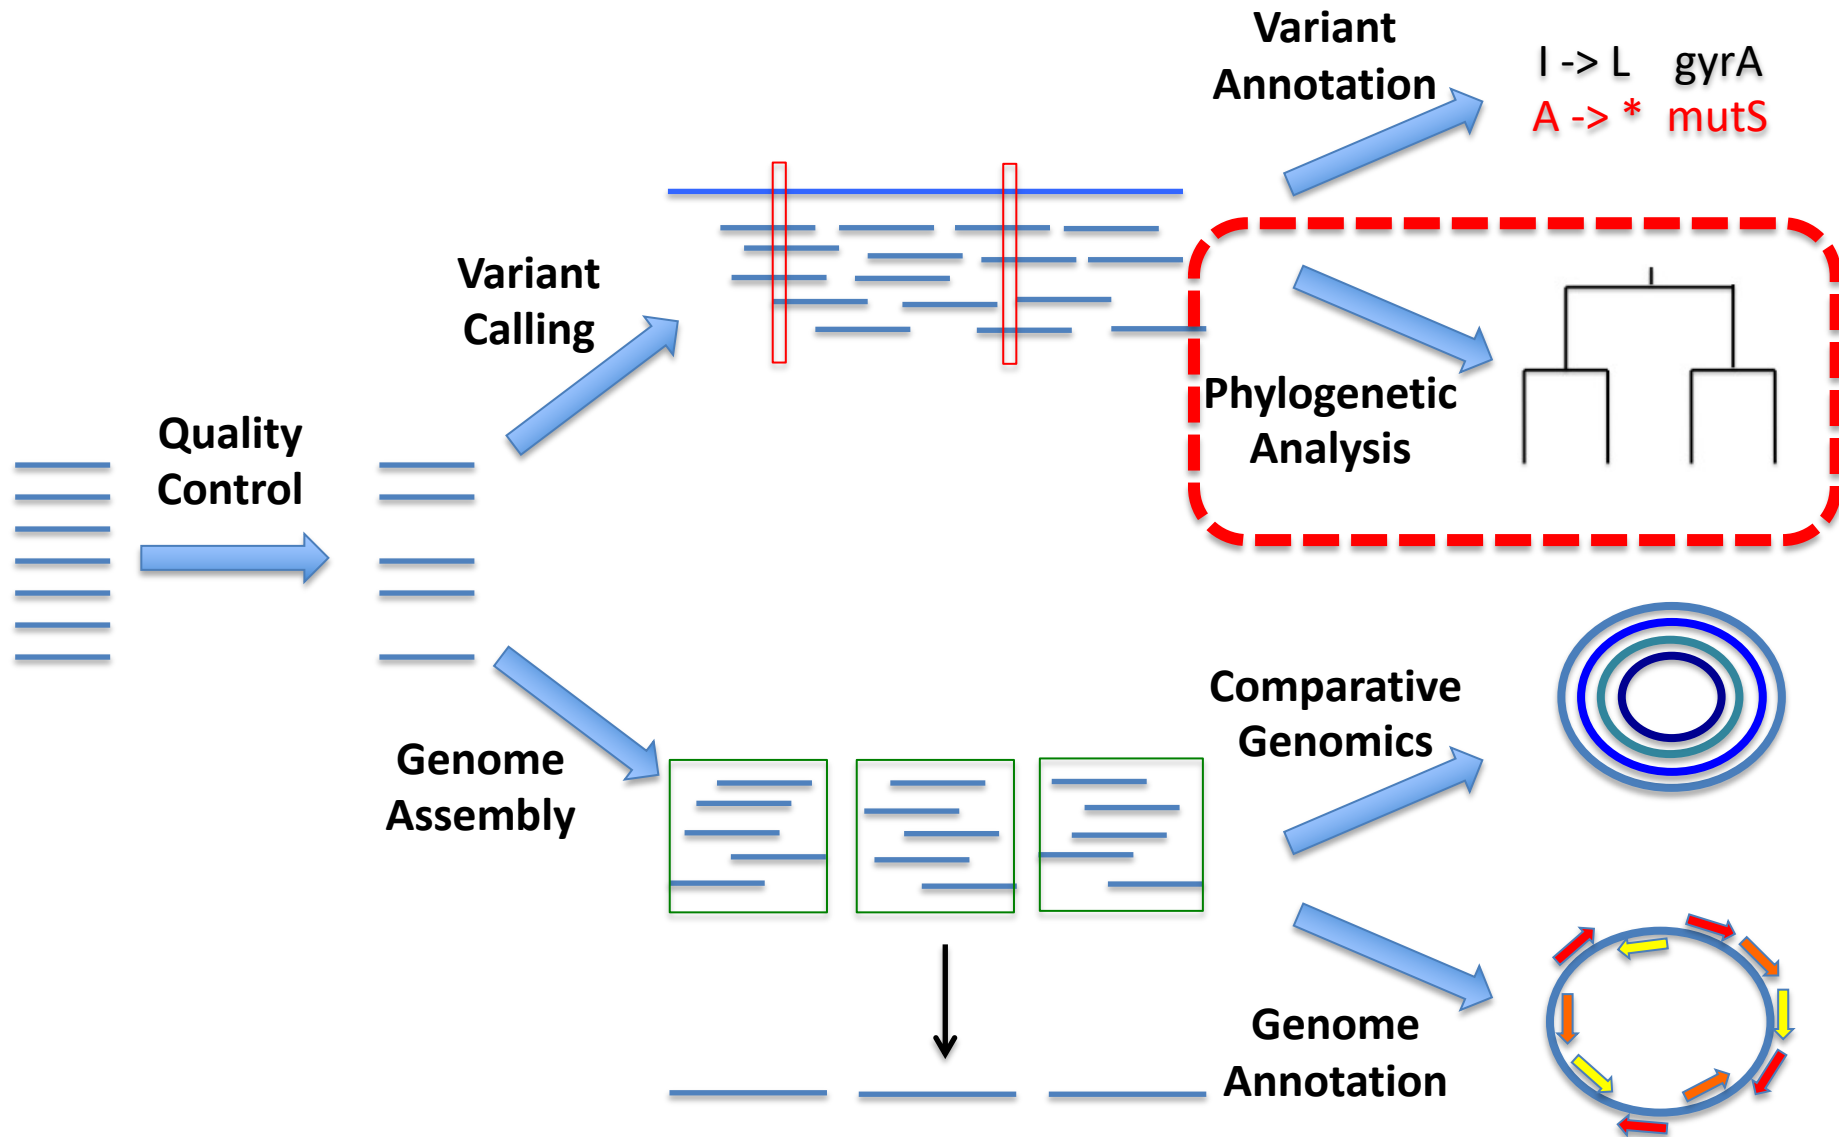 Variant
Annotation
I -> L gyrA
A -> * mutS
Variant
Calling
Phylogenetic
Analysis
Quality
Control
Comparative
Genomics
Genome
Assembly
Genome
Annotation